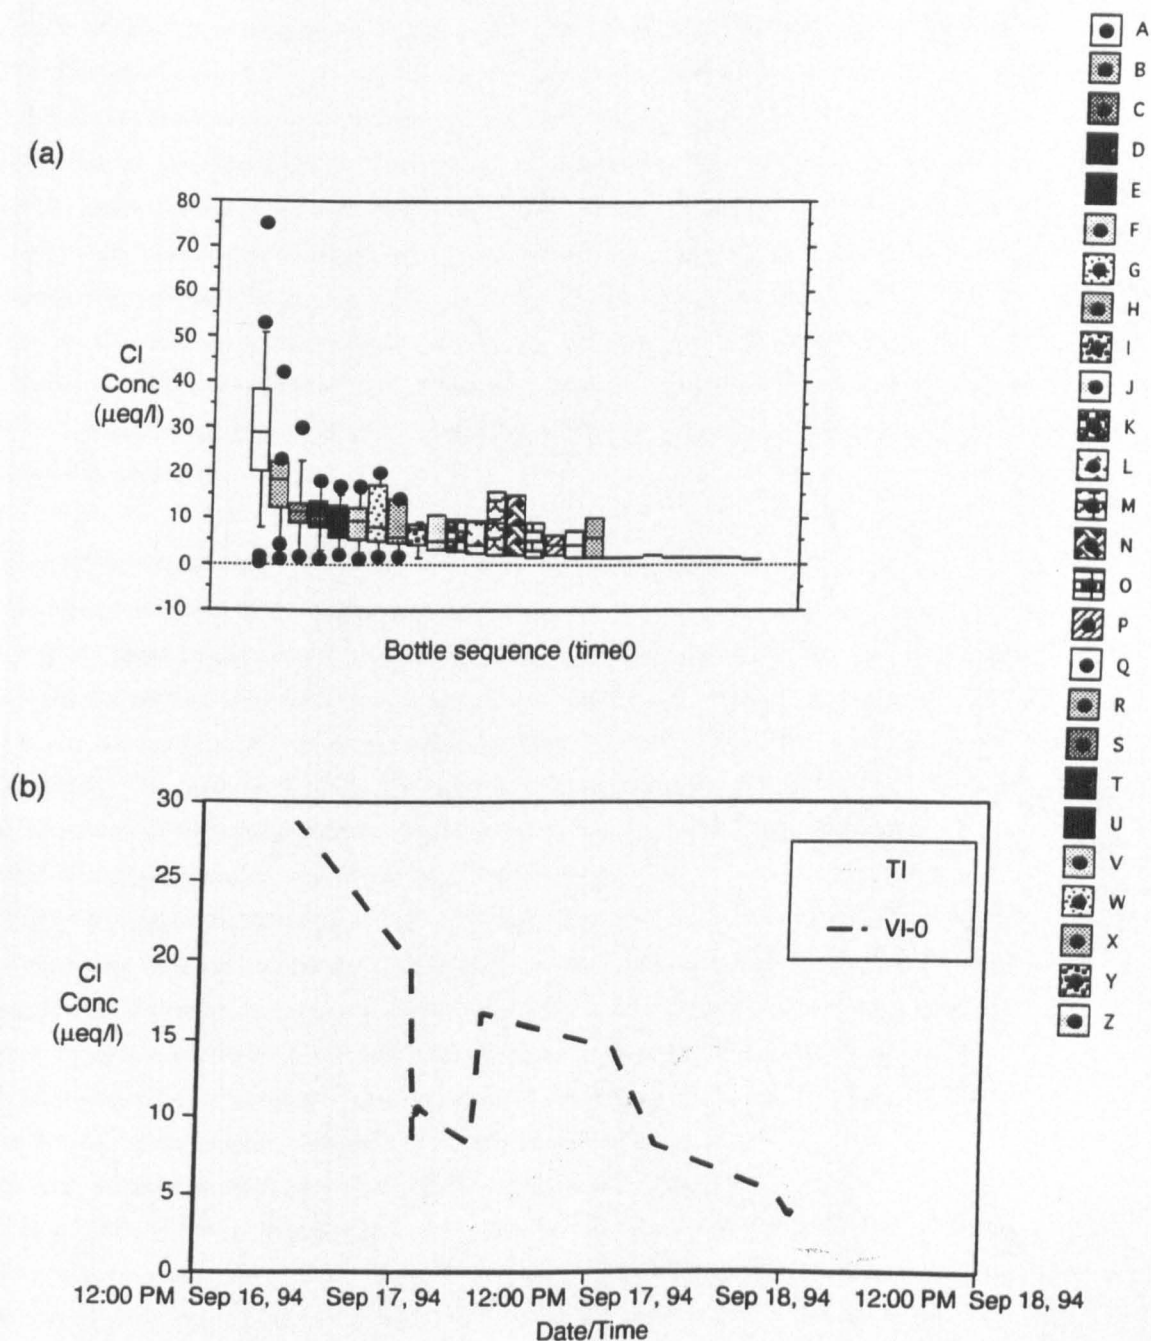 (a)
80
70
60
50
40
30
20
10
0
-10
Cl
Conc
(µeq/l)
Bottle sequence (time0
A
B
C
D
E
F
G
H
I
J
K
L
M
N
O
P
Q
R
S
T
U
V
W
X
Y
Z
(b)
30
25
20
15
10
5
0
Cl
Conc
(µeq/l)
TI
VI-0
12:00 PM Sep 16, 94 Sep 17, 94 12:00 PM Sep 17, 94 Sep 18, 94 12:00 PM Sep 18, 94
Date/Time